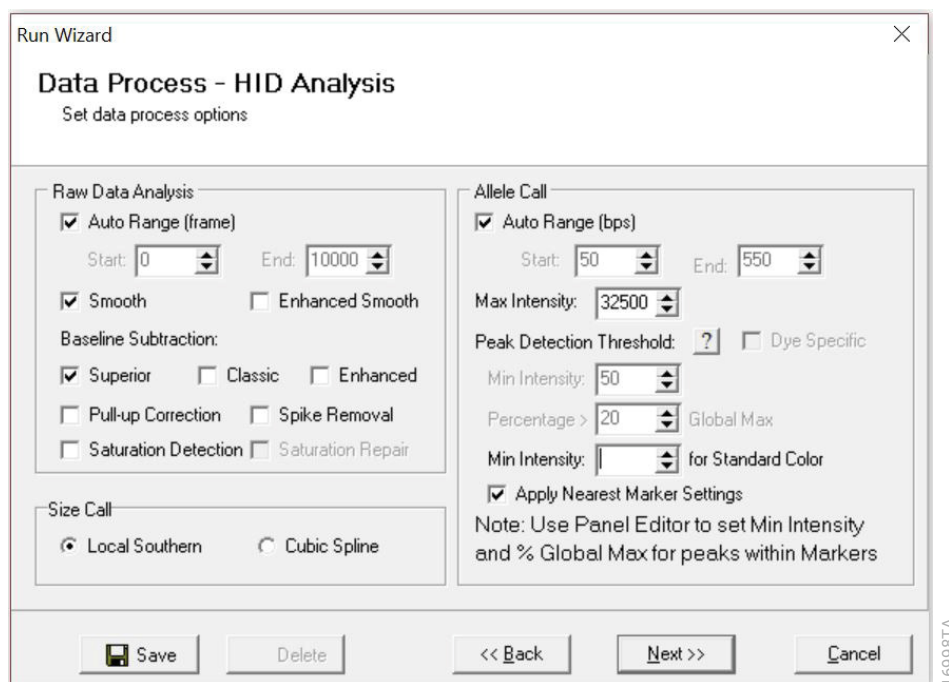 Run Wizard
Data Process - HID Analysis
Set data process options
Raw Data Analysis
Auto Range (frame)
Start: 0 End: 10000
Smooth Enhanced Smooth
Baseline Subtraction:
Superior Classic Enhanced
Pull-up Correction Spike Removal
Saturation Detection Saturation Repair
Size Call
Local Southern Cubic Spline
Allele Call
Auto Range (bps)
Start: 50 End: 550
Max Intensity: 32500
Peak Detection Threshold: ? Dye Specific
Min Intensity: 50
Percentage > 20 Global Max
Min Intensity: for Standard Color
Apply Nearest Marker Settings
Note: Use Panel Editor to set Min Intensity
and % Global Max for peaks within Markers
Save Delete << Back Next >> Cancel